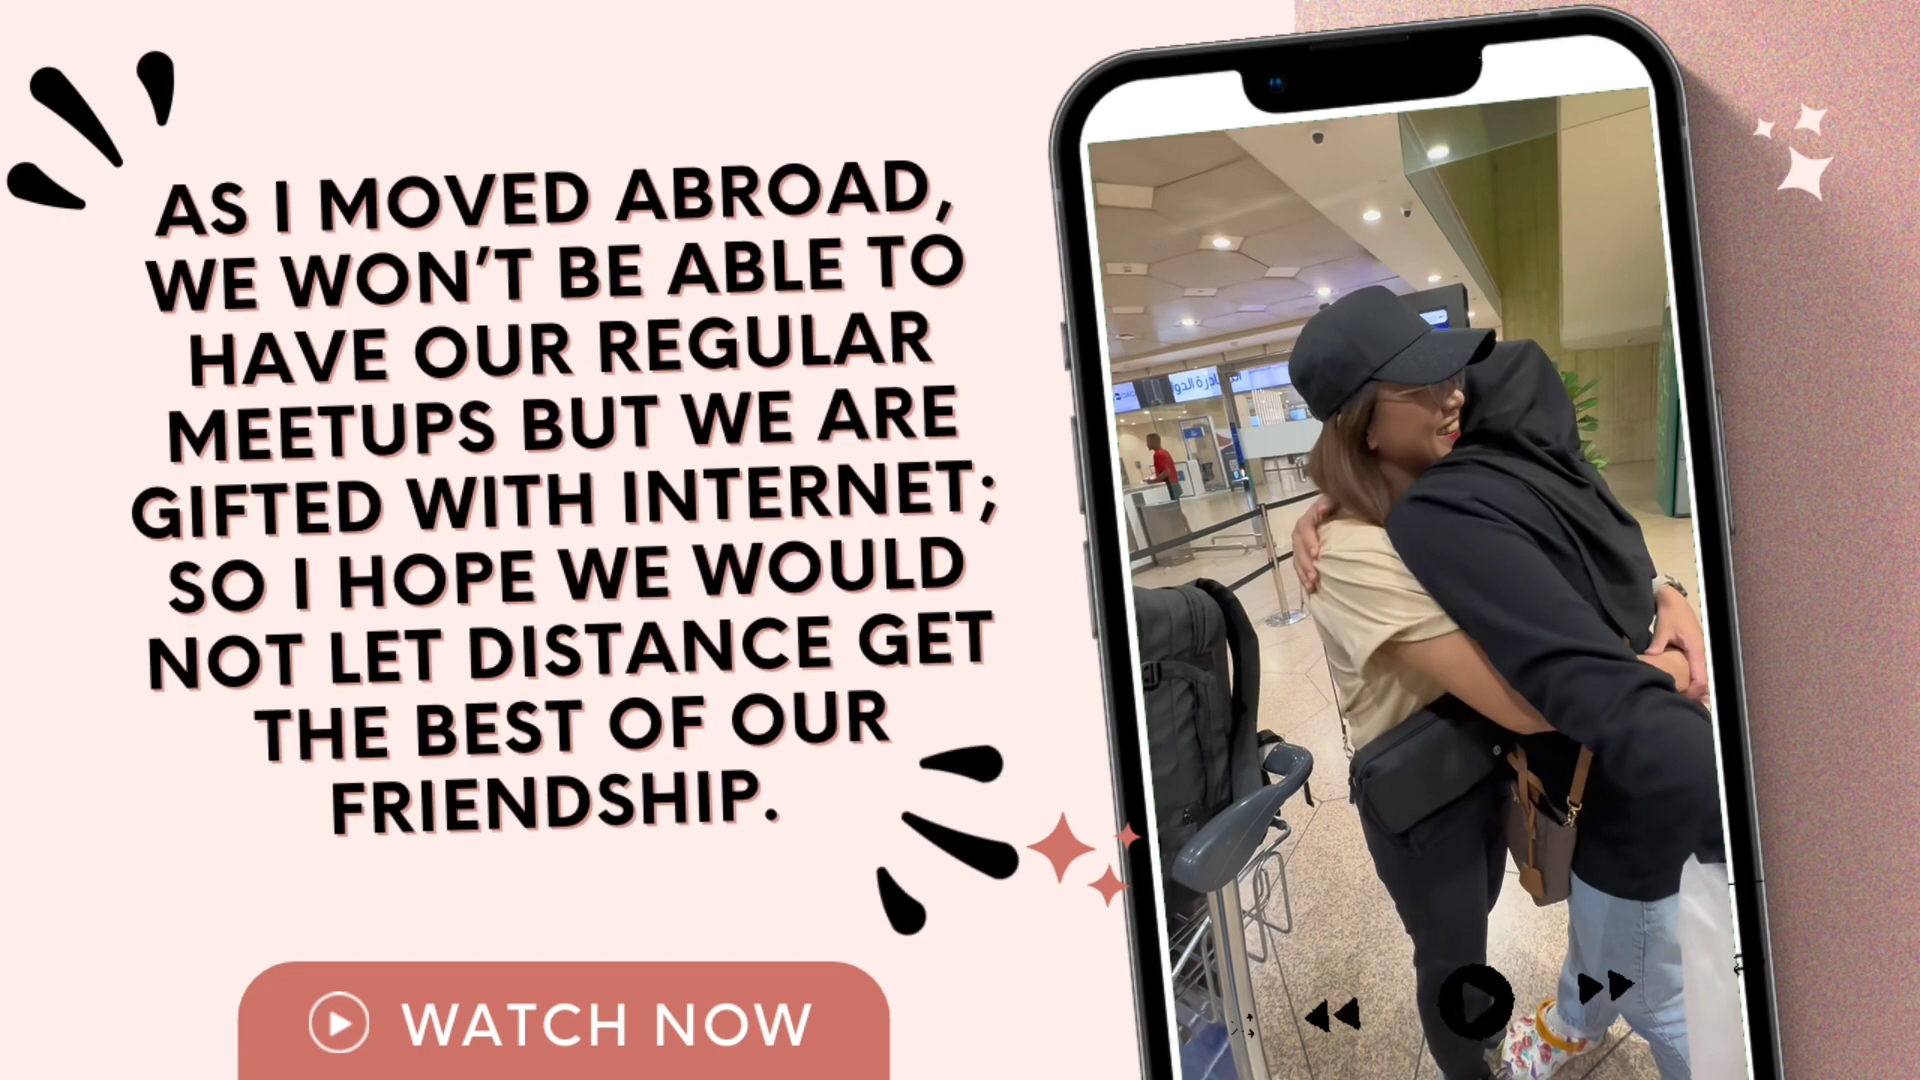 AS I MOVED ABROAD,
WE WON'T BE ABLE TO
HAVE OUR REGULAR
MEETUPS BUT WE ARE
GIFTED WITH INTERNET;
SO I HOPE WE WOULD
NOT LET DISTANCE GET
THE BEST OF OUR
FRIENDSHIP.
WATCH NOW